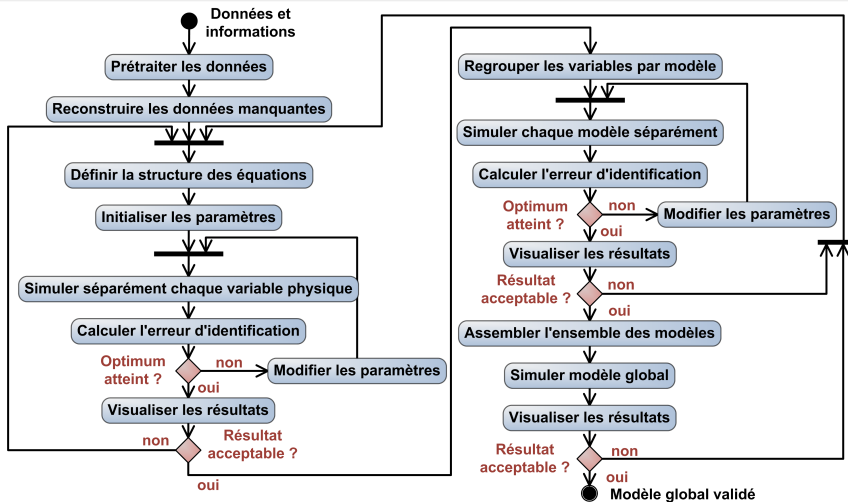 Données et
informations
Prétraiter les données
Reconstruire les données manquantes
Définir la structure des équations
Initialiser les paramètres
Simuler séparément chaque variable physique
Calculer l'erreur d'identification
Optimum
atteint ?
non
Modifier les paramètres
oui
Visualiser les résultats
non
Résultat
acceptable ?
oui
Regrouper les variables par modèle
Simuler chaque modèle séparément
Calculer l'erreur d'identification
Optimum
atteint ?
non
Modifier les paramètres
oui
Visualiser les résultats
Résultat
acceptable ?
non
oui
Assembler l'ensemble des modèles
Simuler modèle global
Visualiser les résultats
Résultat
acceptable ?
non
oui
Modèle global validé